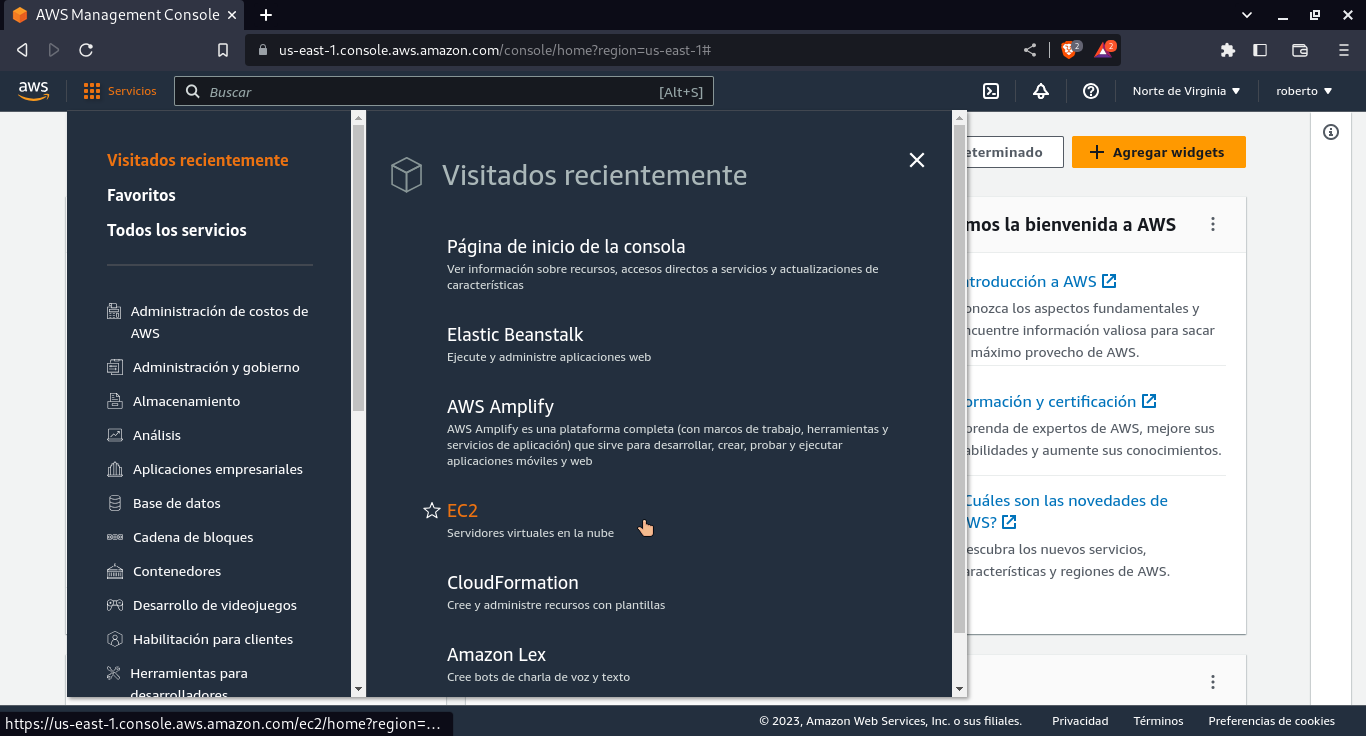 AWS Management Console
us-east-1.console.aws.amazon.com/console/home?region=us-east-1#
2
2
aws
Servicios
Buscar
[Alt+S]
Norte de Virginia
roberto
Visitados recientemente
Favoritos
Todos los servicios
Administración de costos de
AWS
Administración y gobierno
Almacenamiento
Análisis
Aplicaciones empresariales
Base de datos
Cadena de bloques
Contenedores
Desarrollo de videojuegos
Habilitación para clientes
Herramientas para
desarrolladores
Visitados recientemente
Página de inicio de la consola
Ver información sobre recursos, accesos directos a servicios y actualizaciones de
características
Elastic Beanstalk
Ejecute y administre aplicaciones web
AWS Amplify
AWS Amplify es una plataforma completa (con marcos de trabajo, herramientas y
servicios de aplicación) que sirve para desarrollar, crear, probar y ejecutar
aplicaciones móviles y web
EC2
Servidores virtuales en la nube
CloudFormation
Cree y administre recursos con plantillas
Amazon Lex
Cree bots de charla de voz y texto
eterminado
Agregar widgets
mos la bienvenida a AWS
ntroducción a AWS
onozca los aspectos fundamentales y
ncuentre información valiosa para sacar
máximo provecho de AWS.
ormación y certificación
prenda de expertos de AWS, mejore sus
abilidades y aumente sus conocimientos.
Cuáles son las novedades de
WS?
escubra los nuevos servicios,
aracterísticas y regiones de AWS.
https://us-east-1.console.aws.amazon.com/ec2/home?region=…
© 2023, Amazon Web Services, Inc. o sus filiales.
Privacidad
Términos
Preferencias de cookies